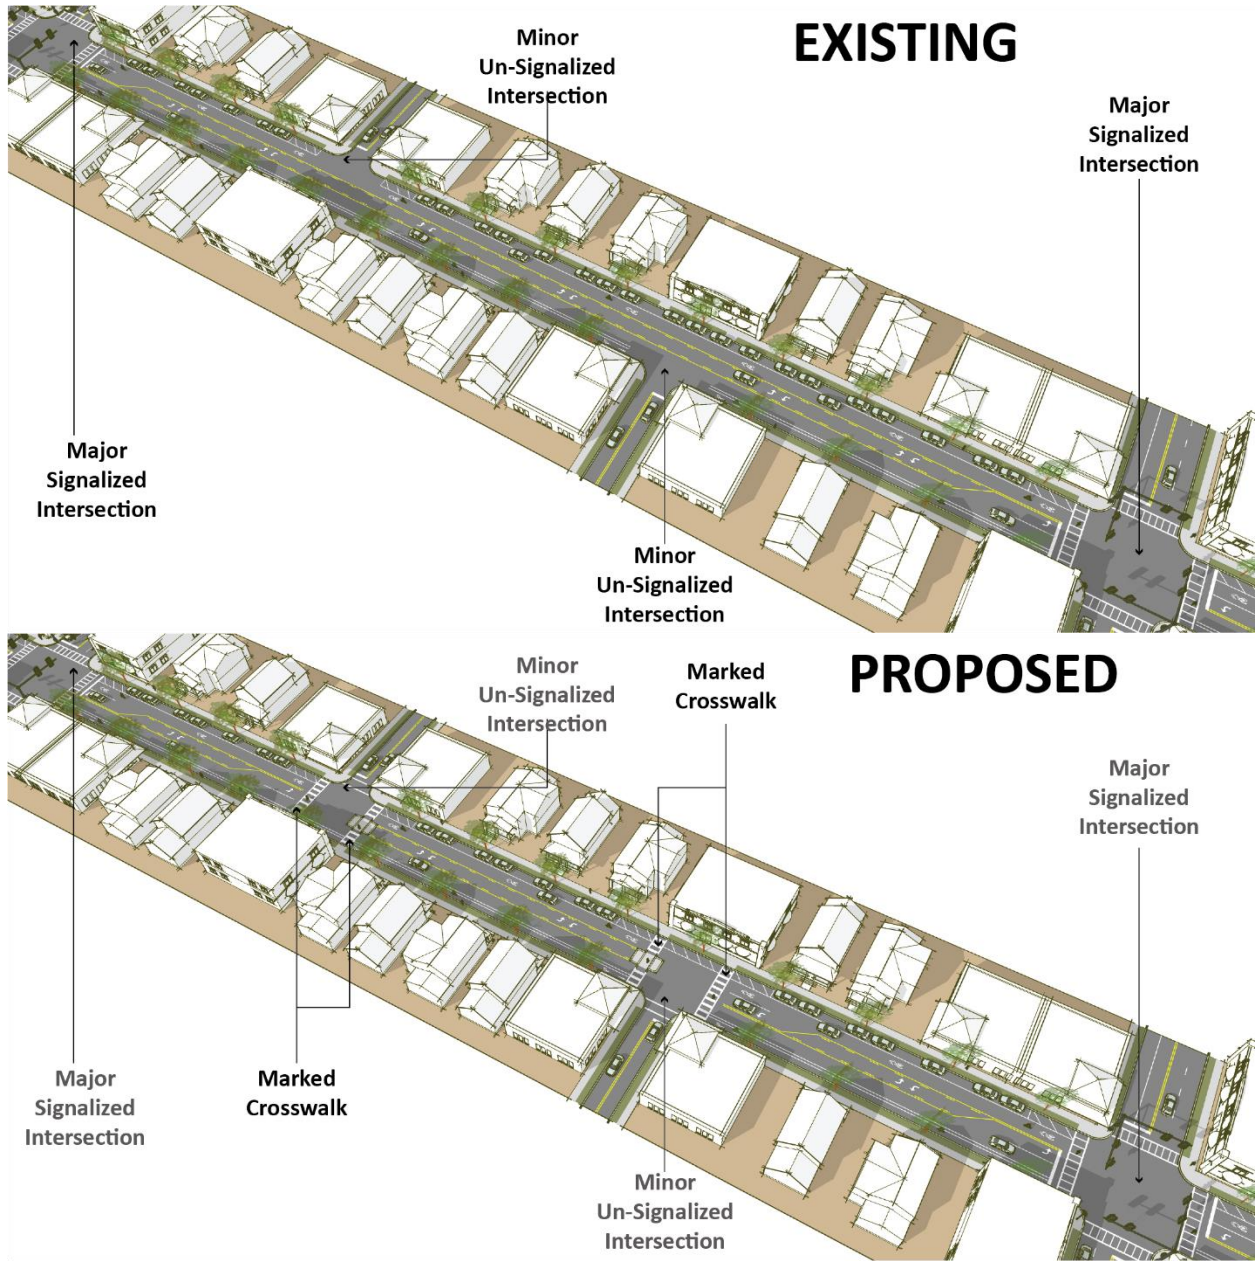 EXISTING
Minor
Un-Signalized
Intersection
Major
Signalized
Intersection
Major
Signalized
Intersection
Minor
Un-Signalized
Intersection
PROPOSED
Minor
Un-Signalized
Intersection
Marked
Crosswalk
Major
Signalized
Intersection
Major
Signalized
Intersection
Marked
Crosswalk
Minor
Un-Signalized
Intersection